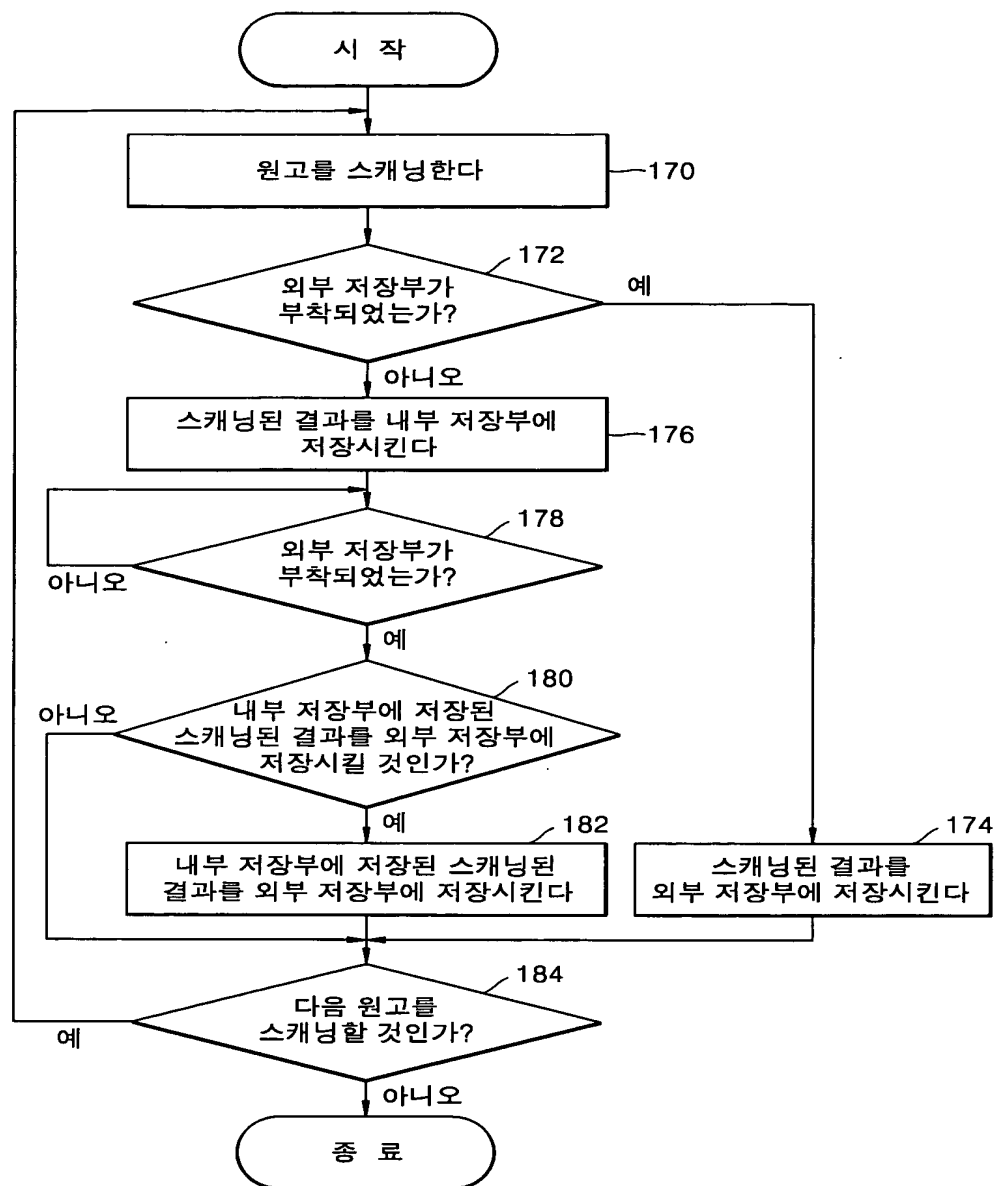 시 작
원고를 스캐닝한다
170
172
외부 저장부가
부착되었는가?
예
아니오
스캐닝된 결과를 내부 저장부에
저장시킨다
176
178
외부 저장부가
부착되었는가?
아니오
예
180
내부 저장부에 저장된
스캐닝된 결과를 외부 저장부에
저장시킬 것인가?
아니오
예
182
내부 저장부에 저장된 스캐닝된
결과를 외부 저장부에 저장시킨다
174
스캐닝된 결과를
외부 저장부에 저장시킨다
184
다음 원고를
스캐닝할 것인가?
예
아니오
종 료